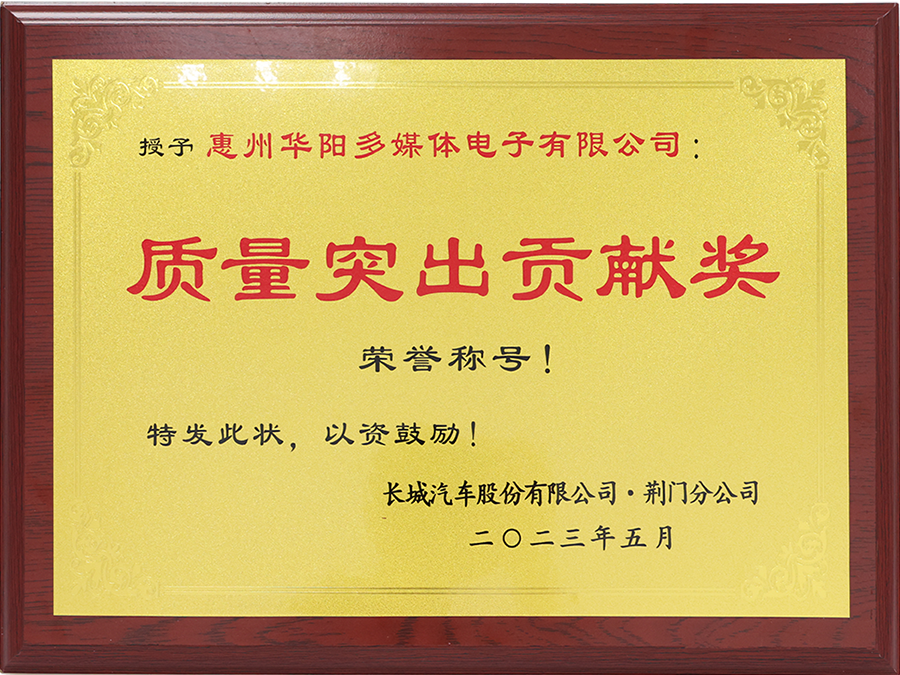 授予 惠州华阳多媒体电子有限公司：
质量突出贡献奖
荣誉称号！
特发此状，以资鼓励！
长城汽车股份有限公司·荆门分公司
二〇二三年五月